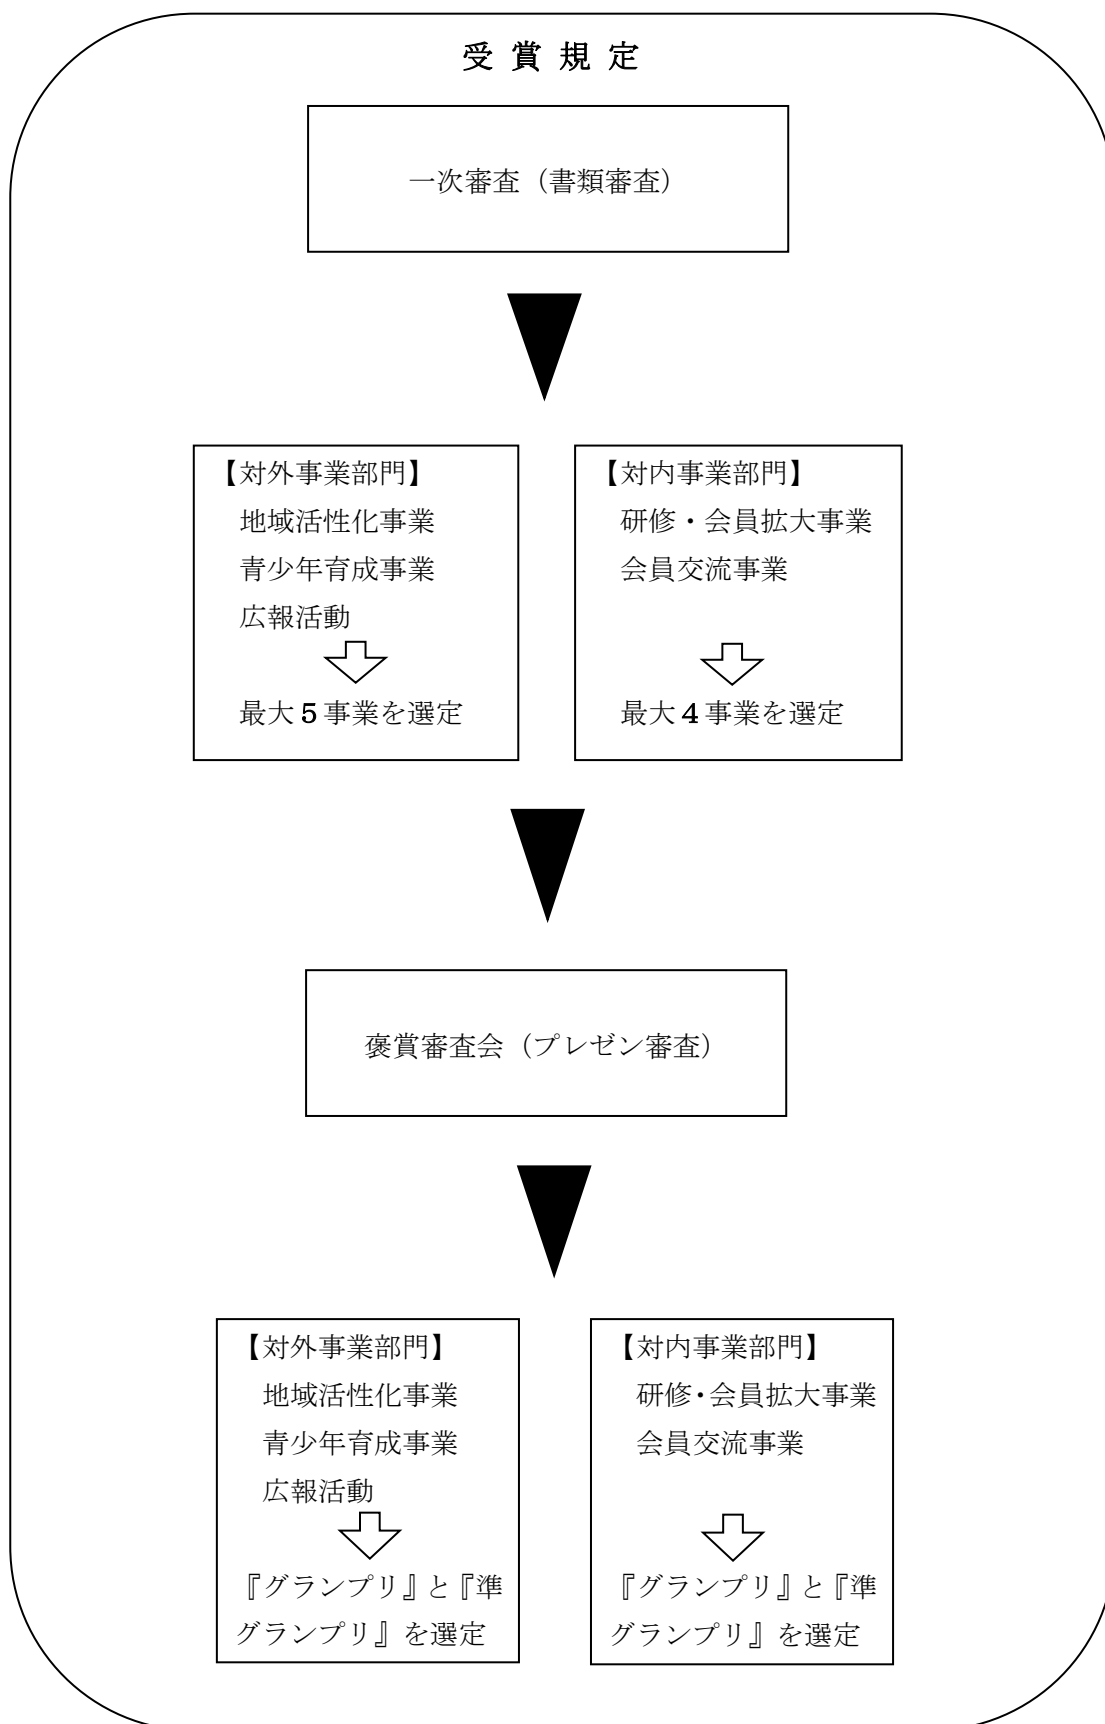 受賞規定
一次審査（書類審査）
【対外事業部門】
地域活性化事業
青少年育成事業
広報活動
最大５事業を選定
【対内事業部門】
研修・会員拡大事業
会員交流事業
最大４事業を選定
褒賞審査会（プレゼン審査）
【対外事業部門】
地域活性化事業
青少年育成事業
広報活動
『グランプリ』と『準
グランプリ』を選定
【対内事業部門】
研修・会員拡大事業
会員交流事業
『グランプリ』と『準
グランプリ』を選定